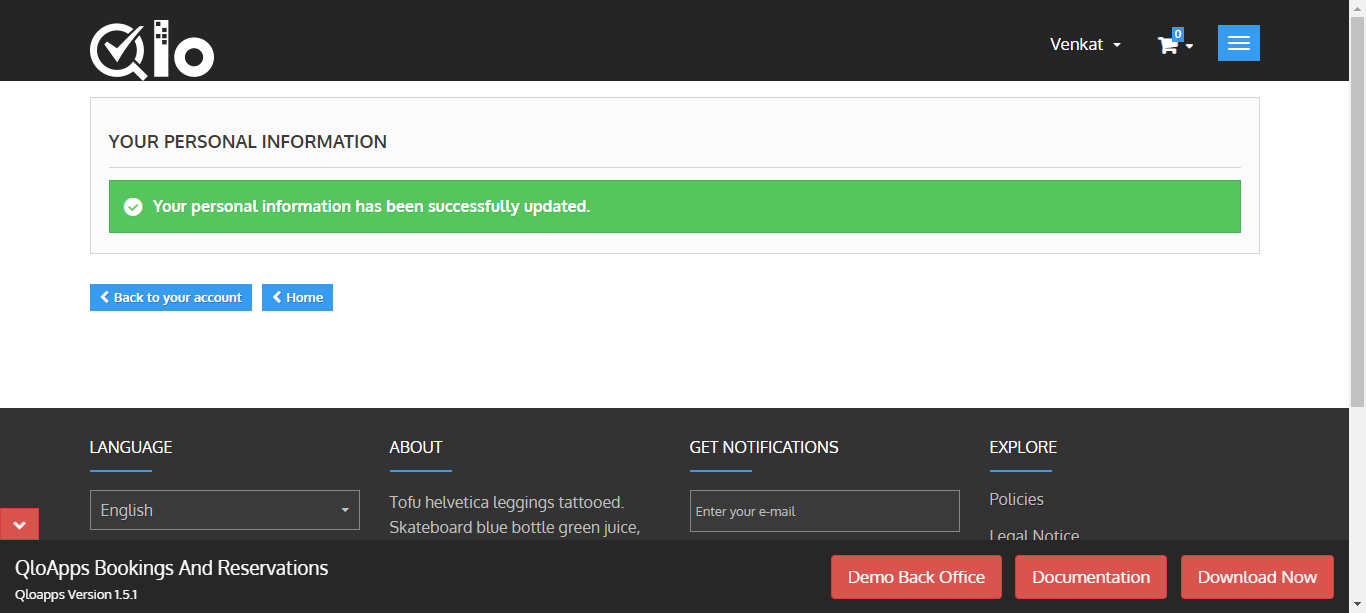 Qlo
Venkat
0
YOUR PERSONAL INFORMATION
Your personal information has been successfully updated.
Back to your account
Home
LANGUAGE
English
ABOUT
Tofu helvetica leggings tattooed.
Skateboard blue bottle green juice,
GET NOTIFICATIONS
Enter your e-mail
EXPLORE
Policies
Legal Notice
QloApps Bookings And Reservations
Qloapps Version 1.5.1
Demo Back Office
Documentation
Download Now